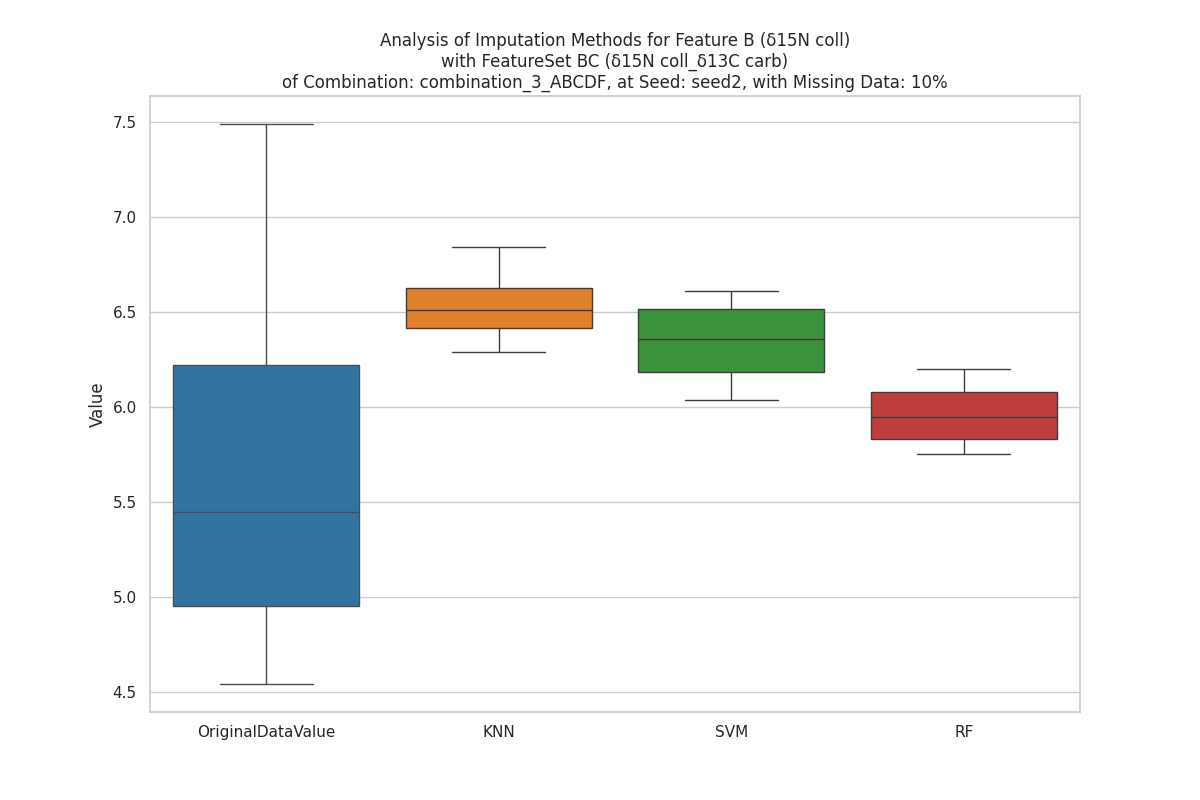 Analysis of Imputation Methods for Feature B (δ15N coll)
with FeatureSet BC (δ15N coll_δ13C carb)
of Combination: combination_3_ABCDF, at Seed: seed2, with Missing Data: 10%
7.5
7.0
6.5
6.0
5.5
5.0
4.5
Value
OriginalDataValue
KNN
SVM
RF